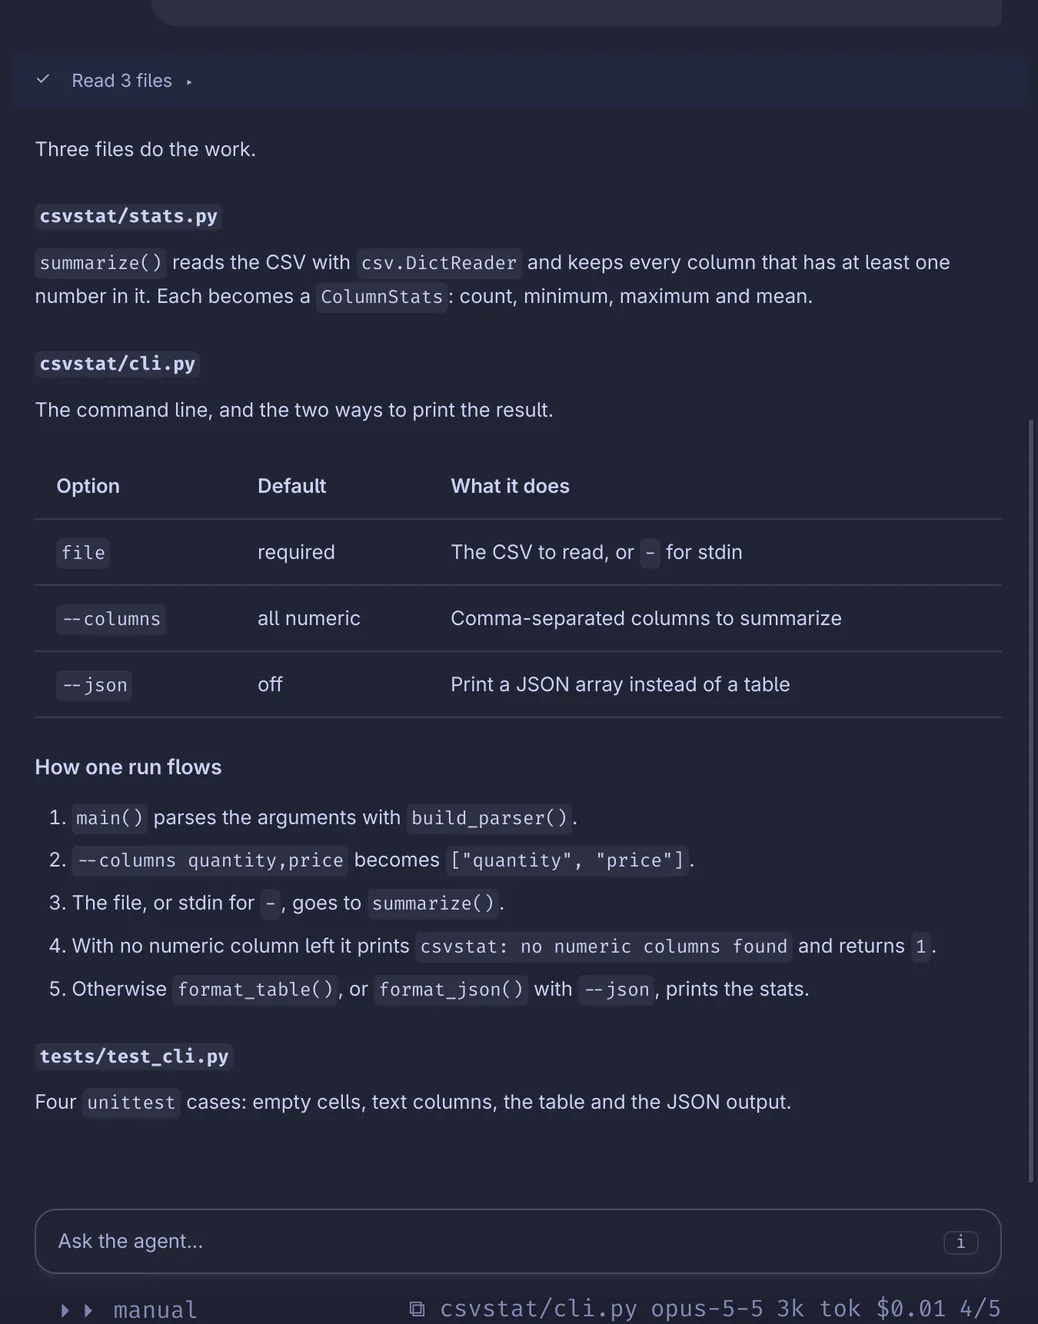 Read 3 files
Three files do the work.
csvstat/stats.py
summarize() reads the CSV with csv.DictReader and keeps every column that has at least one
number in it. Each becomes a ColumnStats: count, minimum, maximum and mean.
csvstat/cli.py
The command line, and the two ways to print the result.
Option Default What it does
file required The CSV to read, or - for stdin
--columns all numeric Comma-separated columns to summarize
--json off Print a JSON array instead of a table
How one run flows
1. main() parses the arguments with build_parser().
2. --columns quantity,price becomes ["quantity", "price"].
3. The file, or stdin for -, goes to summarize().
4. With no numeric column left it prints csvstat: no numeric columns found and returns 1.
5. Otherwise format_table(), or format_json() with --json, prints the stats.
tests/test_cli.py
Four unittest cases: empty cells, text columns, the table and the JSON output.
Ask the agent... i
manual csvstat/cli.py opus-5-5 3k tok $0.01 4/5